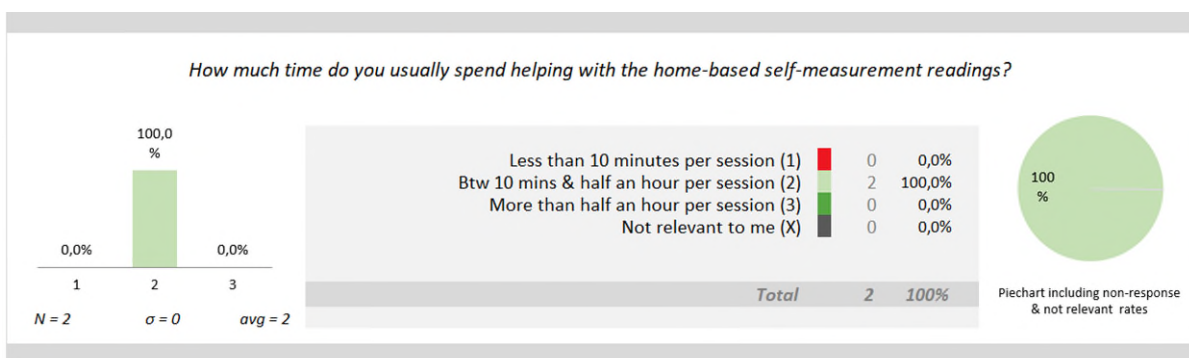 How much time do you usually spend helping with the home-based self-measurement readings?
100,0
%
0,0%
0,0%
1
2
3
N = 2
σ = 0
avg = 2
Less than 10 minutes per session (1) 0 0,0%
Btw 10 mins & half an hour per session (2) 2 100,0%
More than half an hour per session (3) 0 0,0%
Not relevant to me (X) 0 0,0%
Total 2 100%
100
%
Piechart including non-response
& not relevant rates